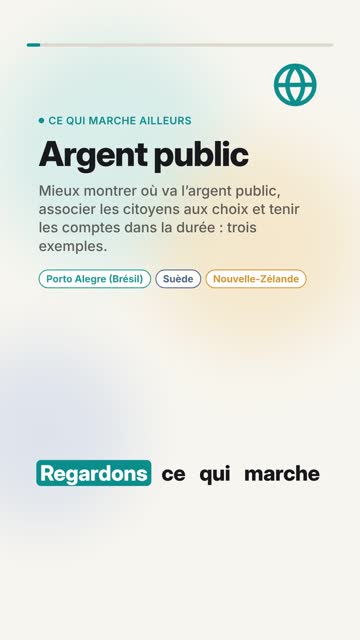 CE QUI MARCHE AILLEURS
Argent public
Mieux montrer où va l’argent public,
associer les citoyens aux choix et tenir
les comptes dans la durée : trois
exemples.
Porto Alegre (Brésil) Suède Nouvelle-Zélande
Regardons ce qui marche